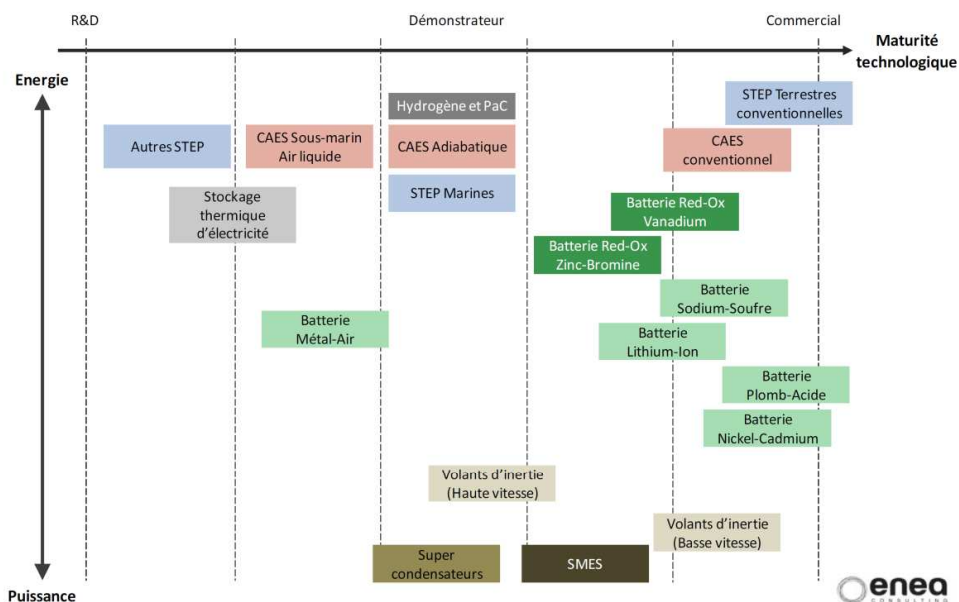 R&D
Démonstrateur
Commercial
Maturité
technologique
Energie
STEP Terrestres
conventionnelles
Hydrogène et PaC
Autres STEP
CAES Sous-marin
Air liquide
CAES Adiabatique
CAES
conventionnel
STEP Marines
Stockage
thermique
d'électricité
Batterie Red-Ox
Vanadium
Batterie Red-Ox
Zinc-Bromine
Batterie
Sodium-Soufre
Batterie
Métal-Air
Batterie
Lithium-Ion
Batterie
Plomb-Acide
Batterie
Nickel-Cadmium
Volants d'inertie
(Haute vitesse)
Volants d'inertie
(Basse vitesse)
Super
condensateurs
SMES
Puissance
enea
CONSULTING